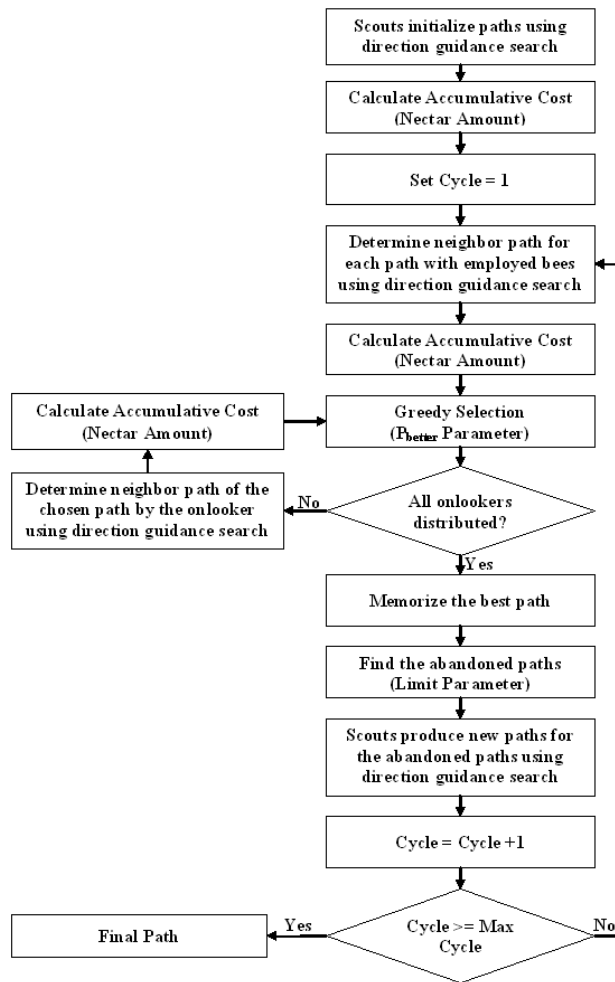 Scouts initialize paths using
direction guidance search
Calculate Accumulative Cost
(Nectar Amount)
Set Cycle = 1
Determine neighbor path for
each path with employed bees
using direction guidance search
Calculate Accumulative Cost
(Nectar Amount)
Calculate Accumulative Cost
(Nectar Amount)
Greedy Selection
(Pbetter Parameter)
Determine neighbor path of the
chosen path by the onlooker
using direction guidance search
No
All onlookers
distributed?
Yes
Memorize the best path
Find the abandoned paths
(Limit Parameter)
Scouts produce new paths for
the abandoned paths using
direction guidance search
Cycle = Cycle +1
Final Path
Yes
Cycle >= Max
Cycle
No